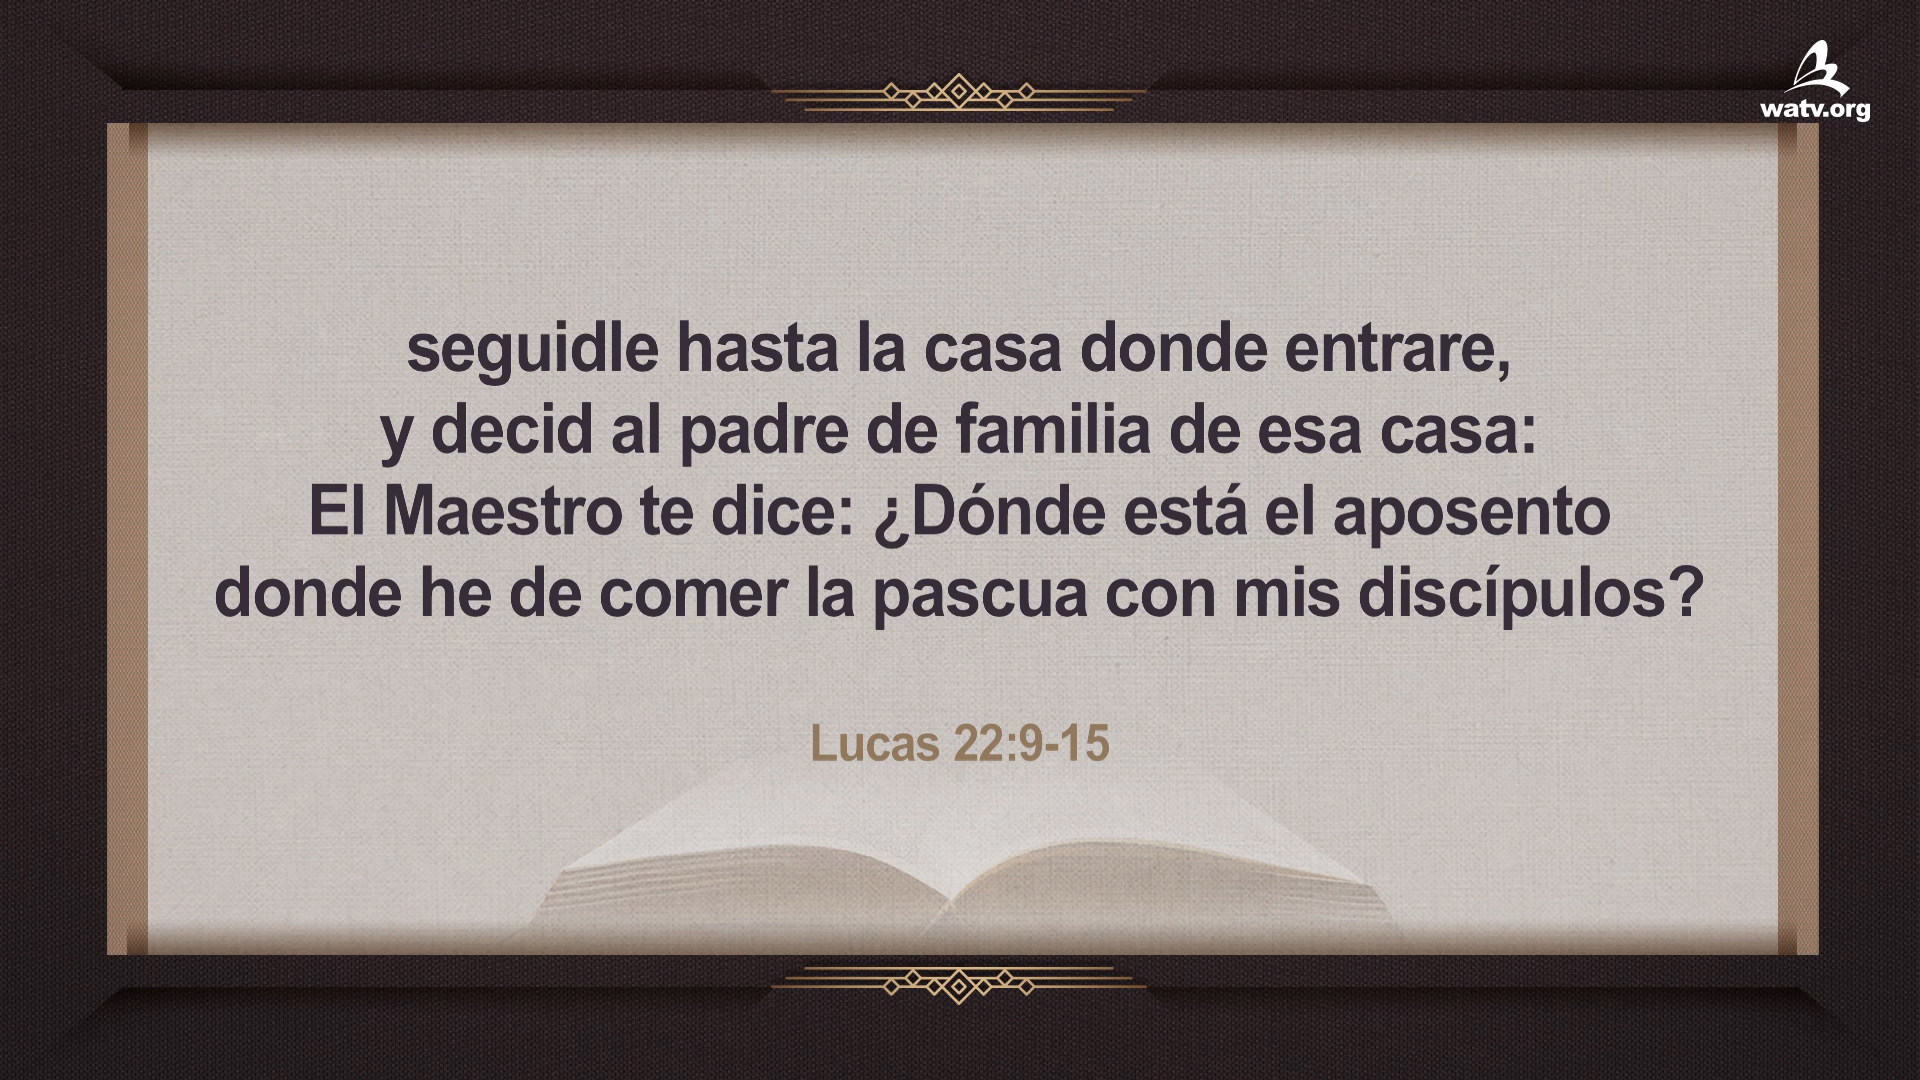 watv.org
seguidle hasta la casa donde entrare,
y decid al padre de familia de esa casa:
El Maestro te dice: ¿Dónde está el aposento
donde he de comer la pascua con mis discípulos?
Lucas 22:9-15